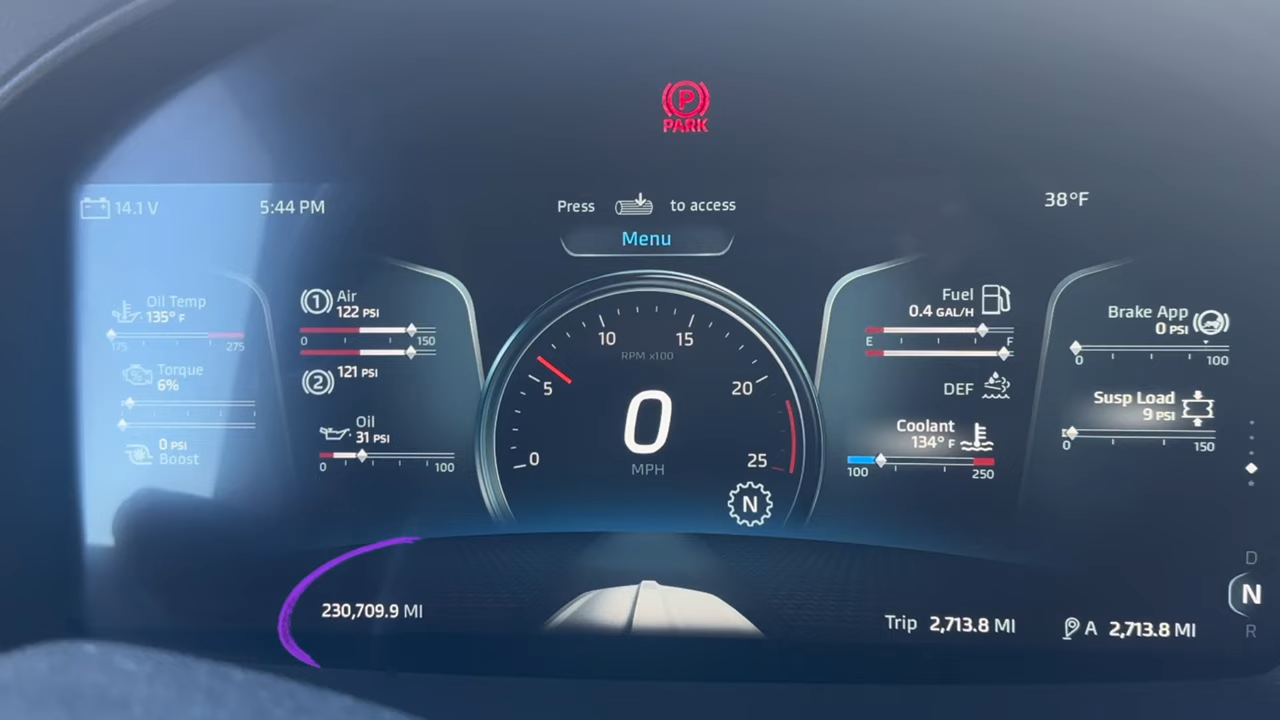 P
PARK
14.1 V
5:44 PM
Press to access
38°F
Menu
Oil Temp
135° F
175 275
Torque
6%
0 PSI
Boost
1 Air
122 PSI
0 150
2 121 PSI
Oil
31 PSI
0 100
0 5 10 15 20 25
RPM x100
0
MPH
N
Fuel
0.4 GAL/H
E F
DEF
Coolant
134° F
100 250
Brake App
0 PSI
0 100
Susp Load
9 PSI
0 150
D
N
R
230,709.9 MI
Trip 2,713.8 MI
A 2,713.8 MI